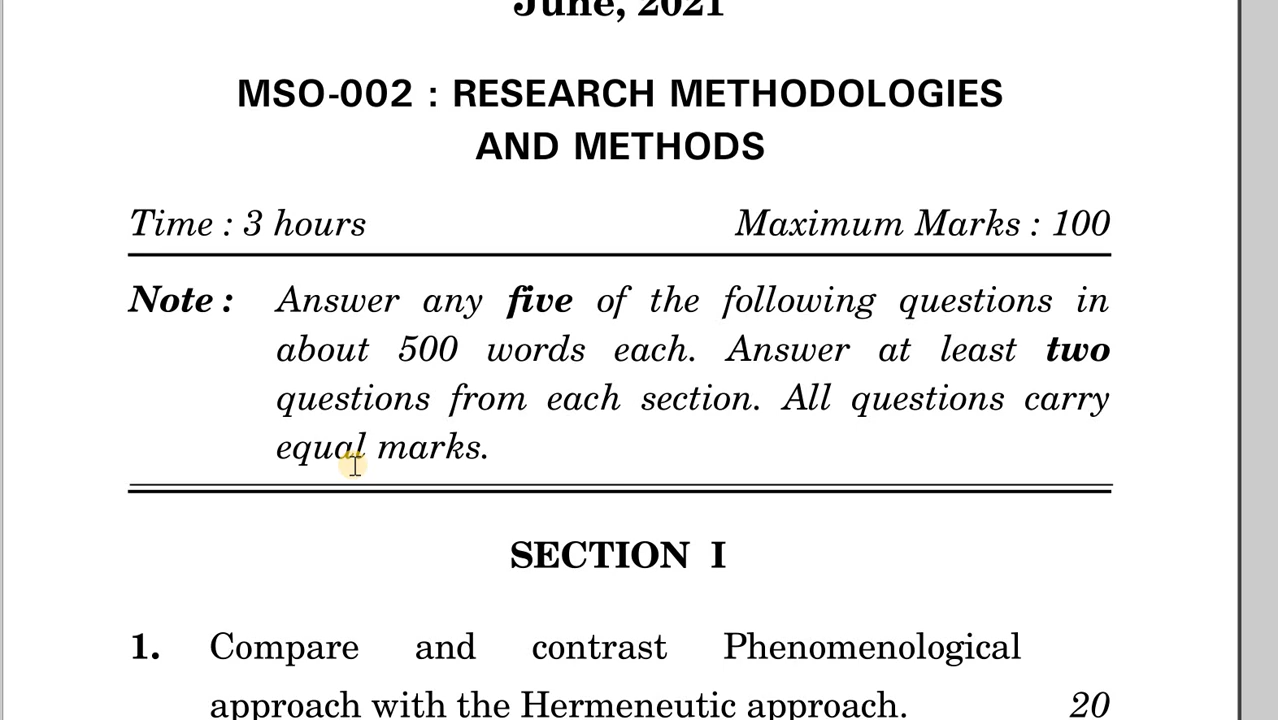 June, 2021
MSO-002 : RESEARCH METHODOLOGIES
AND METHODS
Time : 3 hours Maximum Marks : 100
Note : Answer any five of the following questions in
about 500 words each. Answer at least two
questions from each section. All questions carry
equal marks.
SECTION I
1. Compare and contrast Phenomenological
approach with the Hermeneutic approach. 20